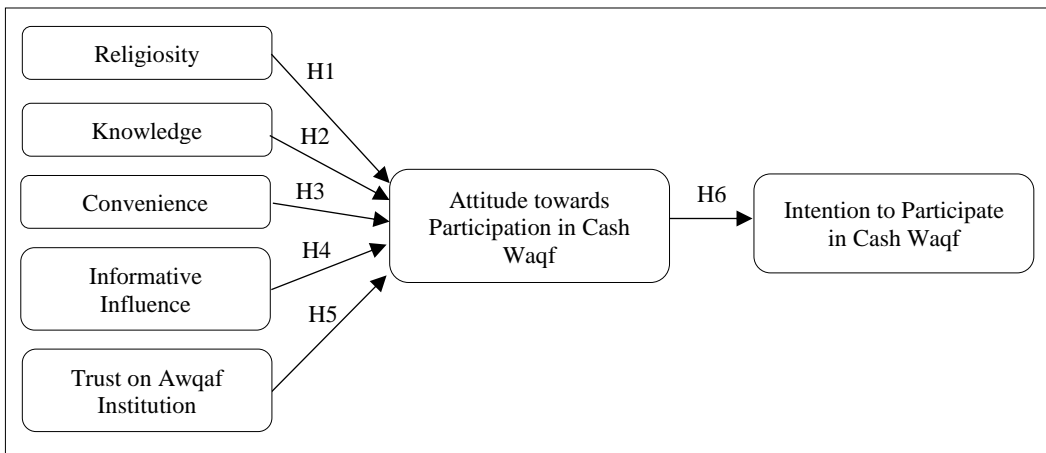 Religiosity
H1
Knowledge
H2
Convenience
H3
Informative
Influence
H4
Trust on Awqaf
Institution
H5
Attitude towards
Participation in Cash
Waqf
H6
Intention to Participate
in Cash Waqf